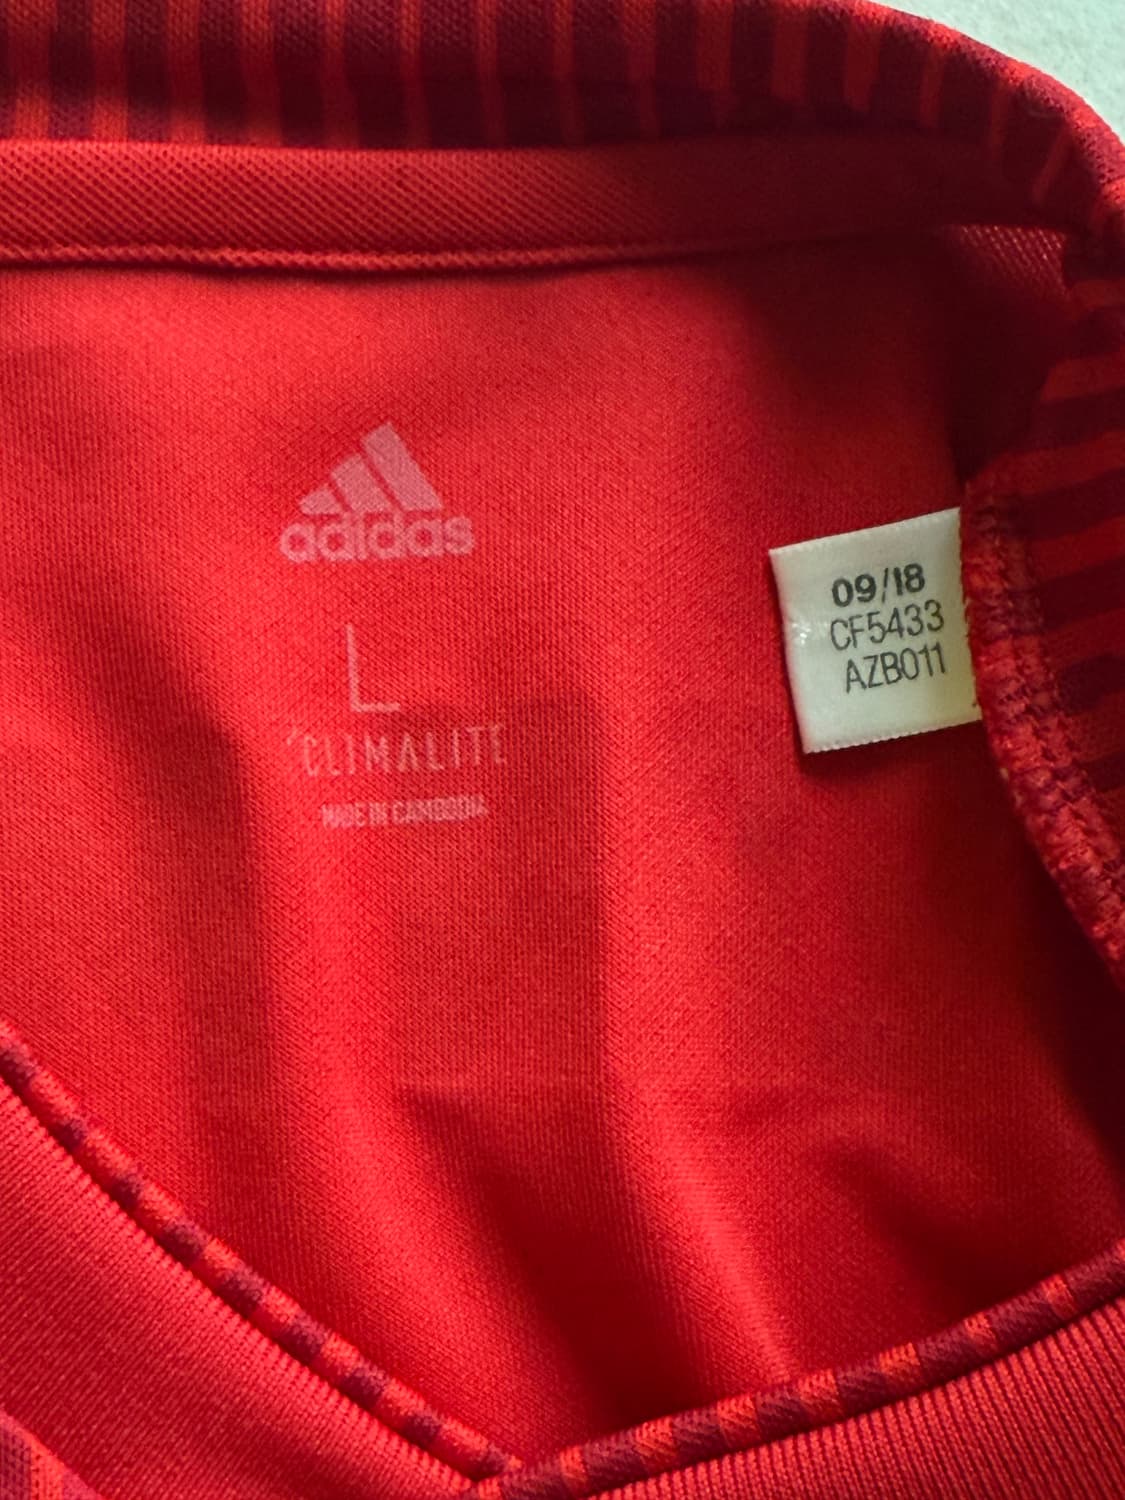 adidas
L
CLIMALITE
MADE IN CAMBODIA
09/18
CF5433
AZB011